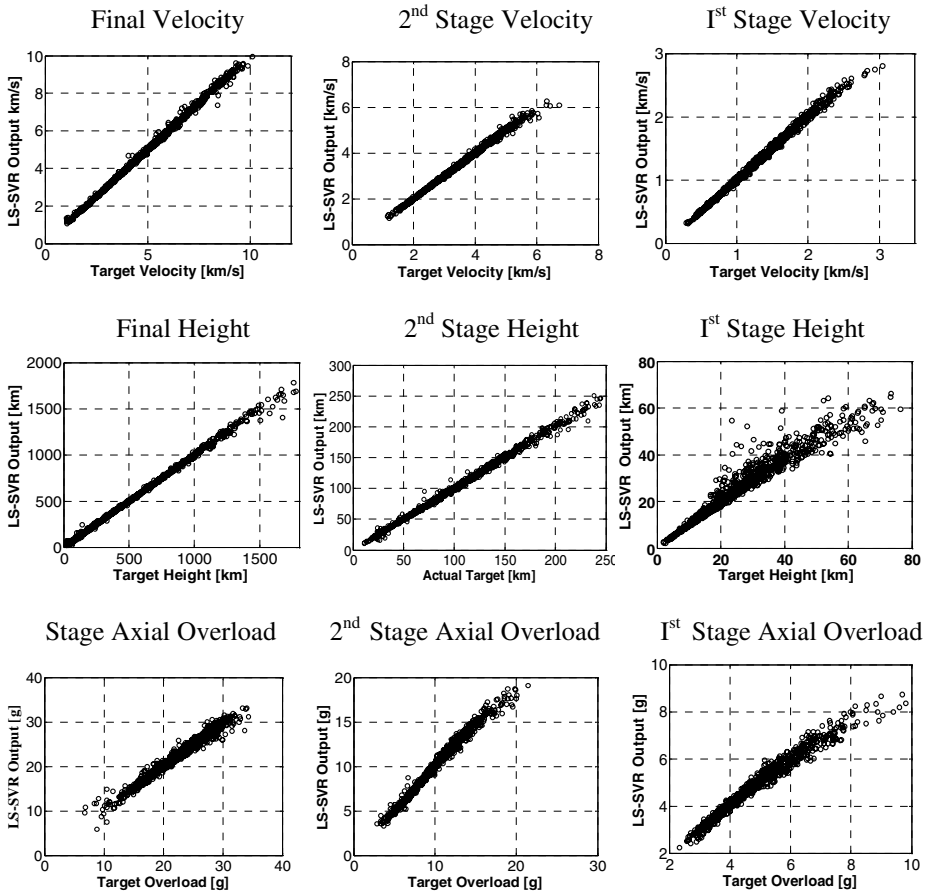 Final Velocity
2nd Stage Velocity
Ist Stage Velocity
10
8
6
4
2
0
LS-SVR Output km/s]
0 5 10
Target Velocity [km/s]
8
6
4
2
0
LS-SVR Output [km/s]
0 2 4 6 8
Target Velocity [km/s]
3
2
1
0
LS-SVR Output [km/s]
0 1 2 3
Target Velocity [km/s]
Final Height
2nd Stage Height
Ist Stage Height
2000
1500
1000
500
0
LS-SVR Output [km]
0 500 1000 1500
Target Height [km]
300
250
200
150
100
50
0
LS-SVR Output [km]
0 50 100 150 200 250
Actual Target [km]
80
60
40
20
0
LS-SVR Output [km]
0 20 40 60 80
Target Height [km]
Stage Axial Overload
2nd Stage Axial Overload
Ist Stage Axial Overload
40
30
20
10
0
LS-SVR Output [g]
0 10 20 30 40
Target Overload [g]
20
15
10
5
0
LS-SVR Output [g]
0 10 20 30
Target Overload [g]
10
8
6
4
2
LS-SVR Output [g]
2 4 6 8 10
Target Overload [g]